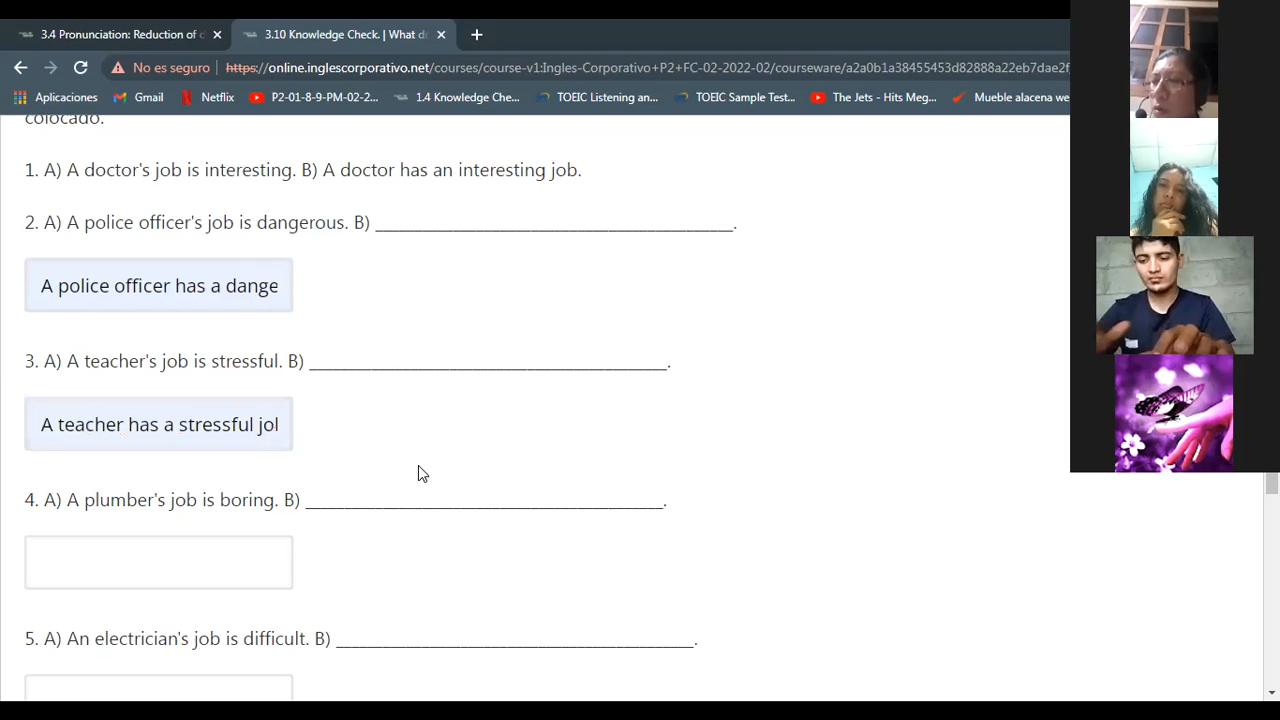 3.4 Pronunciation: Reduction of d
3.10 Knowledge Check. | What do
No es seguro
https://online.inglescorporativo.net/courses/course-v1:Ingles-Corporativo+P2+FC-02-2022-02/courseware/a2a0b1a38455453d82888a22eb7dae2f
Aplicaciones
Gmail
Netflix
P2-01-8-9-PM-02-2...
1.4 Knowledge Che...
TOEIC Listening an...
TOEIC Sample Test...
The Jets - Hits Meg...
Mueble alacena we
colocado.
1. A) A doctor's job is interesting. B) A doctor has an interesting job.
2. A) A police officer's job is dangerous. B) ________________________________________.
A police officer has a dange
3. A) A teacher's job is stressful. B) ________________________________________.
A teacher has a stressful jol
4. A) A plumber's job is boring. B) ________________________________________.
5. A) An electrician's job is difficult. B) ________________________________________.